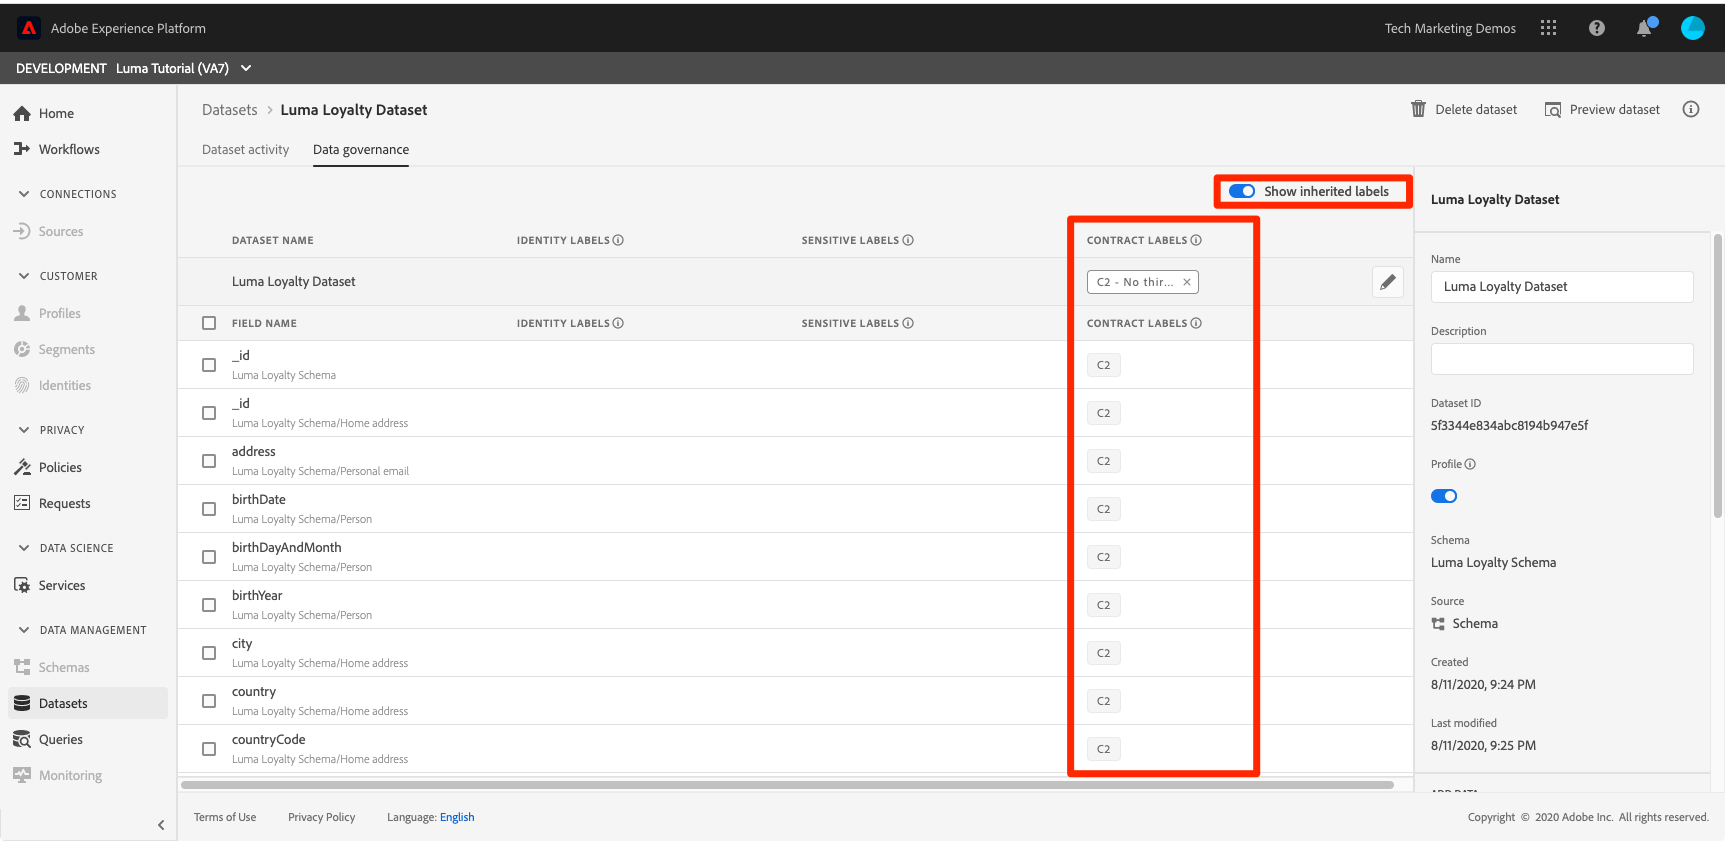 Adobe Experience Platform
Tech Marketing Demos
DEVELOPMENT Luma Tutorial (VA7)
Home
Workflows
CONNECTIONS
Sources
CUSTOMER
Profiles
Segments
Identities
PRIVACY
Policies
Requests
DATA SCIENCE
Services
DATA MANAGEMENT
Schemas
Datasets
Queries
Monitoring
Datasets > Luma Loyalty Dataset
Delete dataset
Preview dataset
Dataset activity
Data governance
Show inherited labels
DATASET NAME IDENTITY LABELS SENSITIVE LABELS CONTRACT LABELS
Luma Loyalty Dataset C2 - No thir...
FIELD NAME IDENTITY LABELS SENSITIVE LABELS CONTRACT LABELS
_id
Luma Loyalty Schema
C2
_id
Luma Loyalty Schema/Home address
C2
address
Luma Loyalty Schema/Personal email
C2
birthDate
Luma Loyalty Schema/Person
C2
birthDayAndMonth
Luma Loyalty Schema/Person
C2
birthYear
Luma Loyalty Schema/Person
C2
city
Luma Loyalty Schema/Home address
C2
country
Luma Loyalty Schema/Home address
C2
countryCode
Luma Loyalty Schema/Home address
C2
Luma Loyalty Dataset
Name
Luma Loyalty Dataset
Description
Dataset ID
5f3344e834abc8194b947e5f
Profile
Schema
Luma Loyalty Schema
Source
Schema
Created
8/11/2020, 9:24 PM
Last modified
8/11/2020, 9:25 PM
ADD DATA
Terms of Use
Privacy Policy
Language: English
Copyright © 2020 Adobe Inc. All rights reserved.